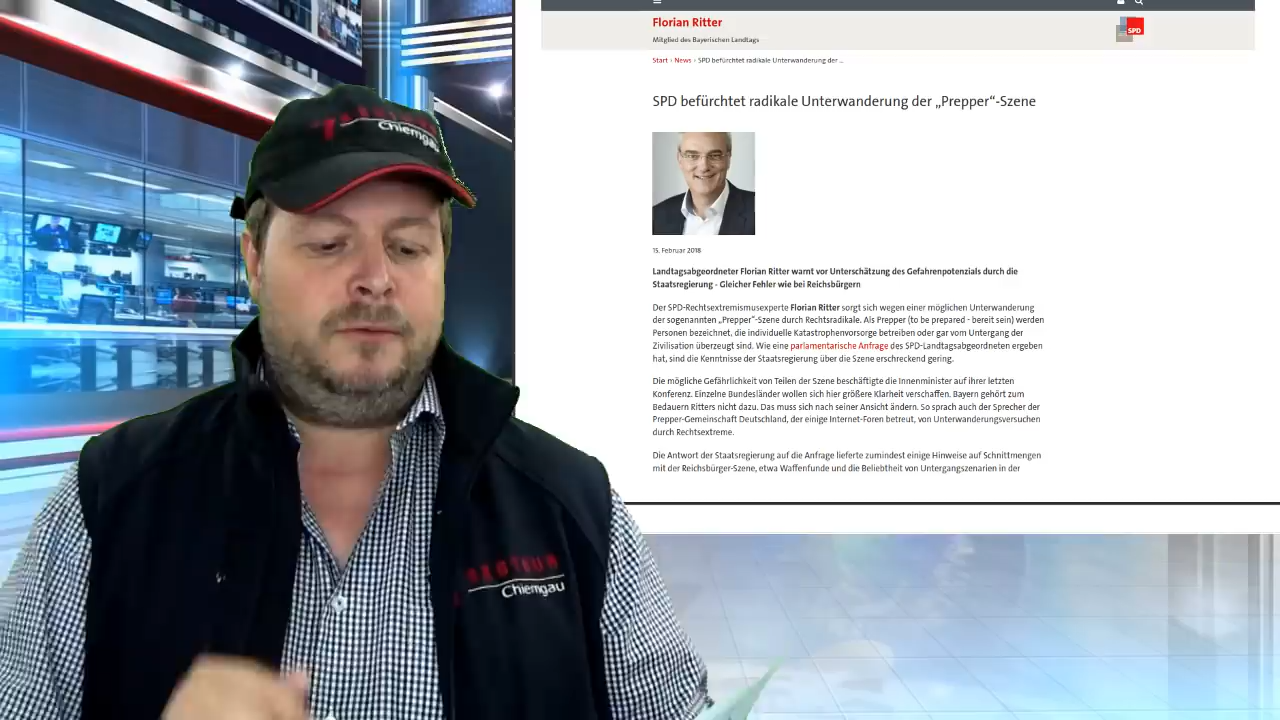 Chiemgau
Chiemgau
Florian Ritter
Mitglied des Bayerischen Landtags
SPD
Start › News › SPD befürchtet radikale Unterwanderung der ...
SPD befürchtet radikale Unterwanderung der „Prepper“-Szene
15. Februar 2018
Landtagsabgeordneter Florian Ritter warnt vor Unterschätzung des Gefahrenpotenzials durch die
Staatsregierung - Gleicher Fehler wie bei Reichsbürgern
Der SPD-Rechtsextremismusexperte Florian Ritter sorgt sich wegen einer möglichen Unterwanderung
der sogenannten „Prepper“-Szene durch Rechtsradikale. Als Prepper (to be prepared - bereit sein) werden
Personen bezeichnet, die individuelle Katastrophenvorsorge betreiben oder gar vom Untergang der
Zivilisation überzeugt sind. Wie eine parlamentarische Anfrage des SPD-Landtagsabgeordneten ergeben
hat, sind die Kenntnisse der Staatsregierung über die Szene erschreckend gering.
Die mögliche Gefährlichkeit von Teilen der Szene beschäftigte die Innenminister auf ihrer letzten
Konferenz. Einzelne Bundesländer wollen sich hier größere Klarheit verschaffen. Bayern gehört zum
Bedauern Ritters nicht dazu. Das muss sich nach seiner Ansicht ändern. So sprach auch der Sprecher der
Prepper-Gemeinschaft Deutschland, der einige Internet-Foren betreut, von Unterwanderungsversuchen
durch Rechtsextreme.
Die Antwort der Staatsregierung auf die Anfrage lieferte zumindest einige Hinweise auf Schnittmengen
mit der Reichsbürger-Szene, etwa Waffenfunde und die Beliebtheit von Untergangszenarien in der